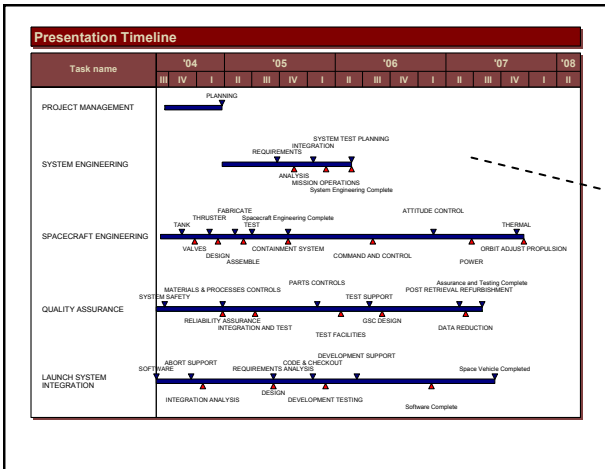 Presentation Timeline
Task name
'04 '05 '06 '07 '08
III IV I II III IV I II III IV I II III IV I II
PLANNING
PROJECT MANAGEMENT
SYSTEM TEST PLANNING
INTEGRATION
REQUIREMENTS
SYSTEM ENGINEERING
ANALYSIS
MISSION OPERATIONS
System Engineering Complete
FABRICATE
ATTITUDE CONTROL
THRUSTER
Spacecraft Engineering Complete
TANK
TEST
THERMAL
SPACECRAFT ENGINEERING
VALVES
CONTAINMENT SYSTEM
ORBIT ADJUST PROPULSION
DESIGN
COMMAND AND CONTROL
ASSEMBLE
POWER
PARTS CONTROLS
Assurance and Testing Complete
MATERIALS & PROCESSES CONTROLS
POST RETRIEVAL REFURRISHMENT
SYSTEM SAFETY
TEST SUPPORT
QUALITY ASSURANCE
RELIABILITY ASSURANCE
GSC DESIGN
INTEGRATION AND TEST
DATA REDUCTION
TEST FACILITIES
DEVELOPMENT SUPPORT
ABORT SUPPORT
CODE & CHECKOUT
SOFTWARE
REQUIREMENTS ANALYSIS
Space Vehicle Completed
LAUNCH SYSTEM
INTEGRATION
DESIGN
INTEGRATION ANALYSIS
DEVELOPMENT TESTING
Software Complete